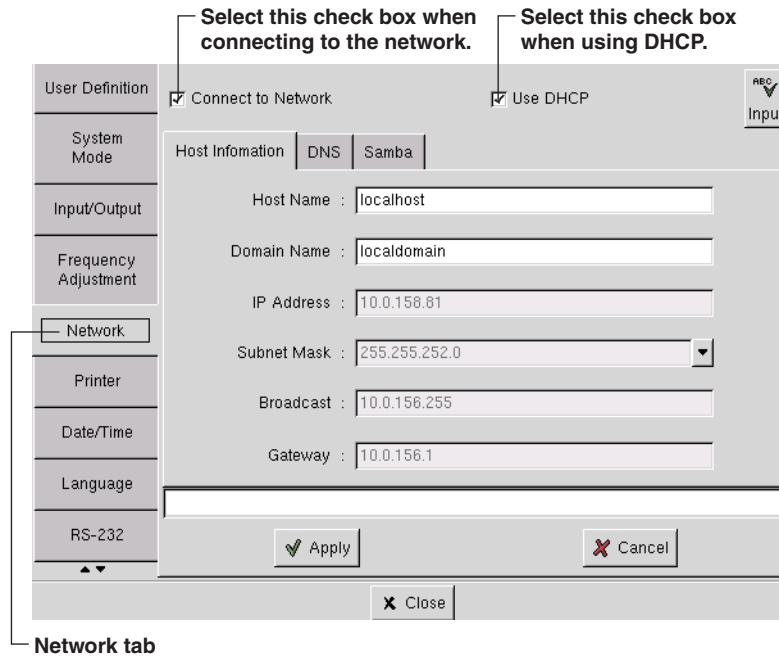 Select this check box when
connecting to the network.
Select this check box
when using DHCP.
User Definition
Connect to Network
Use DHCP
ABC
System
Mode
Host Infomation
DNS
Samba
Input/Output
Host Name : localhost
Frequency
Adjustment
Domain Name : localdomain
IP Address : 10.0.158.81
Network
Subnet Mask : 255.255.252.0
Printer
Broadcast : 10.0.156.255
Date/Time
Gateway : 10.0.156.1
Language
RS-232
Apply
Cancel
Close
Network tab